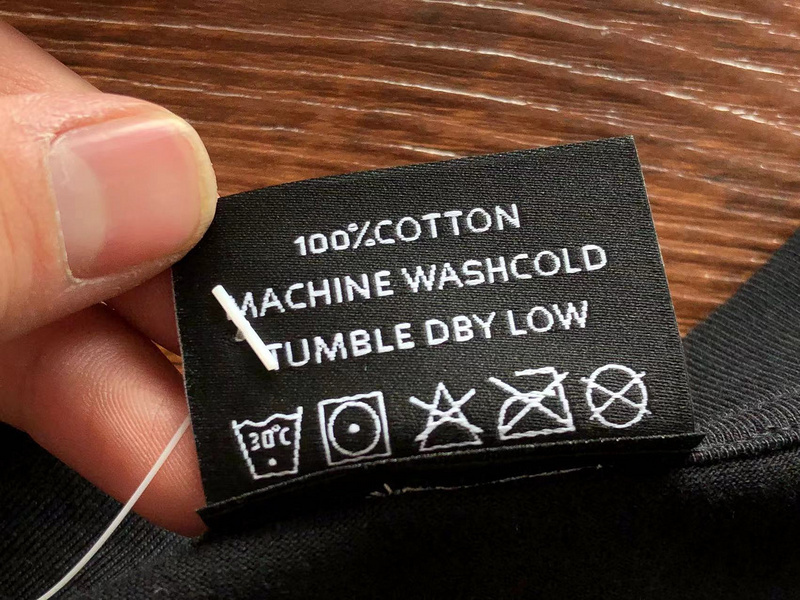 100%COTTON
MACHINE WASHCOLD
TUMBLE DBY LOW
30°C